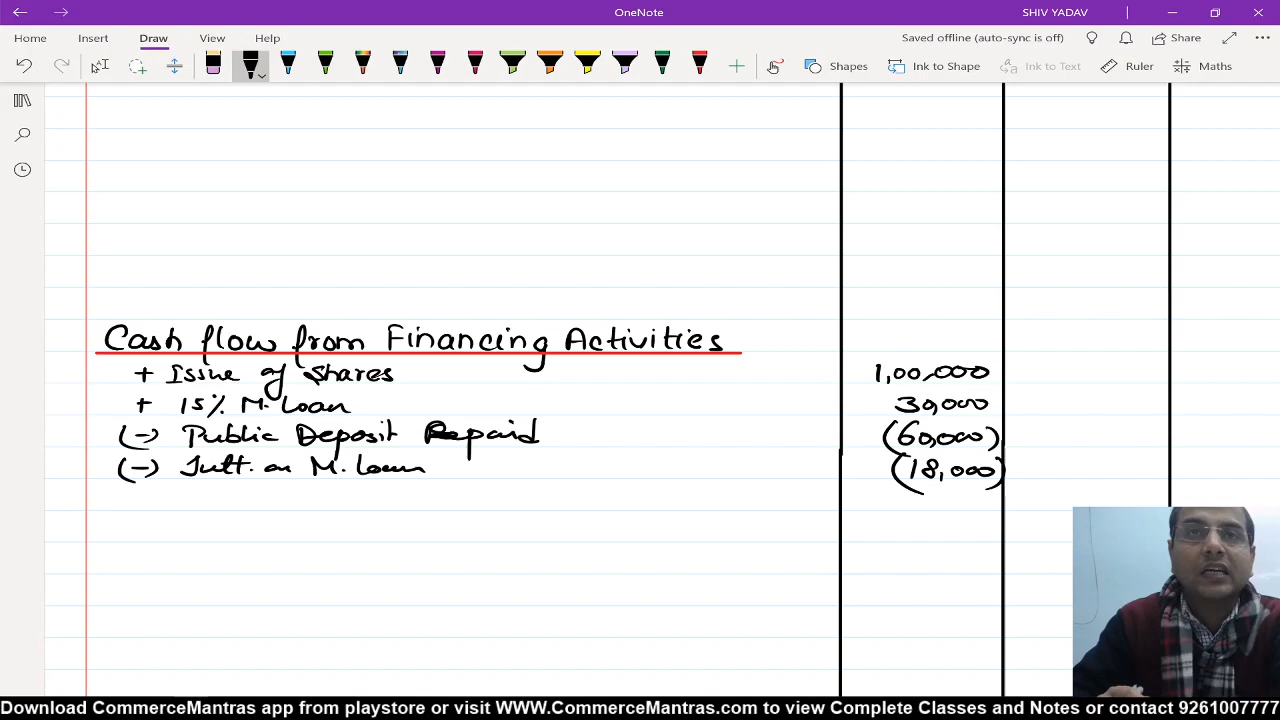 OneNote
SHIV YADAV
Home Insert Draw View Help
Saved offline (auto-sync is off)
Share
Shapes
Ink to Shape
Ink to Text
Ruler
Maths
Cash flow from Financing Activities
+ Issue of Shares 1,00,000
+ 15% M. Loan 30,000
(-) Public Deposit Repaid (60,000)
(-) Intt. on M. Loan (18,000)
Download CommerceMantras app from playstore or visit WWW.CommerceMantras.com to view Complete Classes and Notes or contact 9261007777